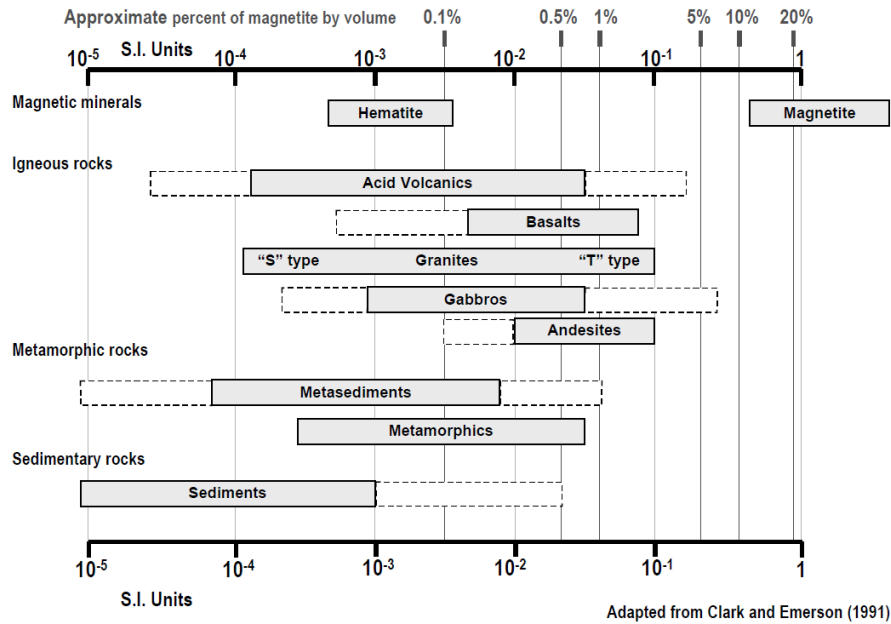 Approximate percent of magnetite by volume 0.1% 0.5% 1% 5% 10% 20%
S.I. Units
10-5 10-4 10-3 10-2 10-1 1
Magnetic minerals
Hematite Magnetite
Igneous rocks
Acid Volcanics
Basalts
“S” type Granites “T” type
Gabbros
Andesites
Metamorphic rocks
Metasediments
Metamorphics
Sedimentary rocks
Sediments
10-5 10-4 10-3 10-2 10-1 1
S.I. Units
Adapted from Clark and Emerson (1991)